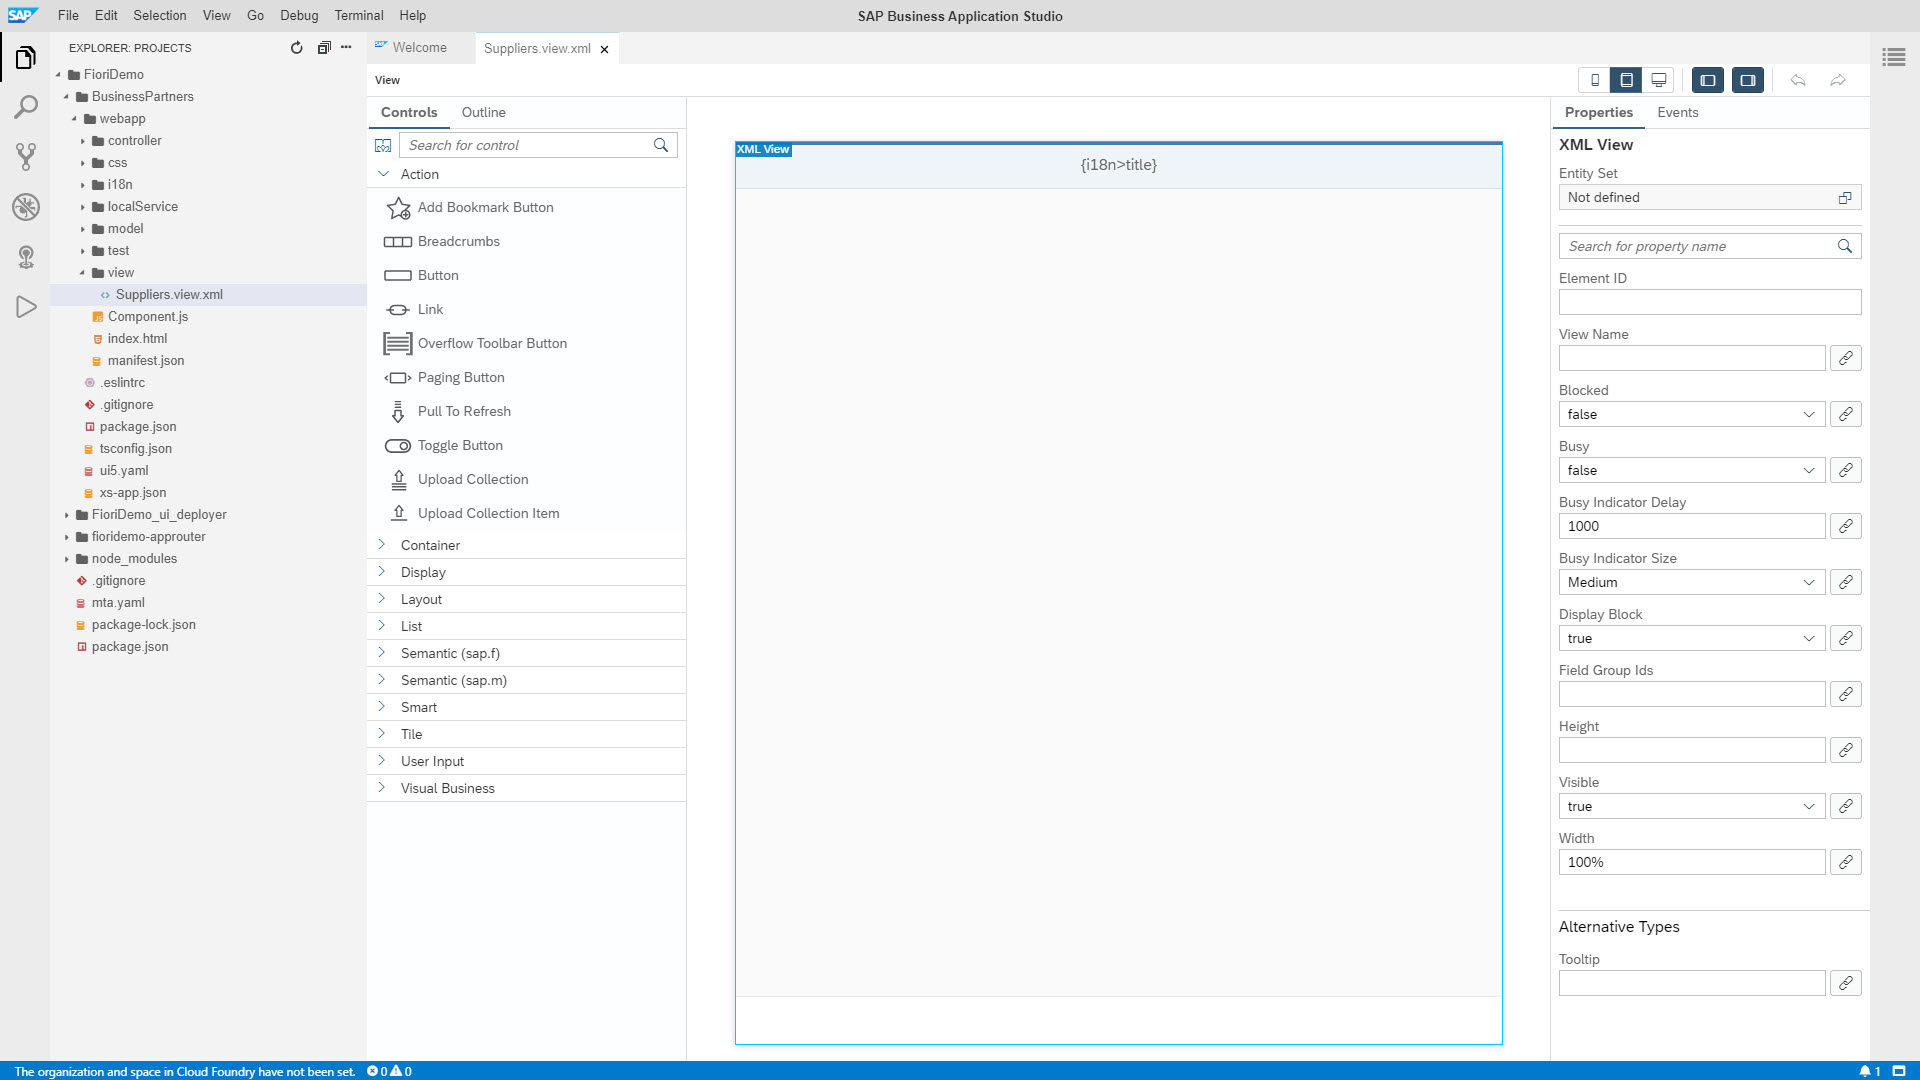 SAP File Edit Selection View Go Debug Terminal Help SAP Business Application Studio
EXPLORER: PROJECTS
FioriDemo
BusinessPartners
webapp
controller
css
i18n
localService
model
test
view
Suppliers.view.xml
Component.js
index.html
manifest.json
.eslintrc
.gitignore
package.json
tsconfig.json
ui5.yaml
xs-app.json
FioriDemo_ui_deployer
fioridemo-approuter
node_modules
.gitignore
mta.yaml
package-lock.json
package.json
Welcome Suppliers.view.xml
View
Controls Outline
Search for control
Action
Add Bookmark Button
Breadcrumbs
Button
Link
Overflow Toolbar Button
Paging Button
Pull To Refresh
Toggle Button
Upload Collection
Upload Collection Item
Container
Display
Layout
List
Semantic (sap.f)
Semantic (sap.m)
Smart
Tile
User Input
Visual Business
XML View
{i18n>title}
Properties Events
XML View
Entity Set
Not defined
Search for property name
Element ID
View Name
Blocked
false
Busy
false
Busy Indicator Delay
1000
Busy Indicator Size
Medium
Display Block
true
Field Group Ids
Height
Visible
true
Width
100%
Alternative Types
Tooltip
The organization and space in Cloud Foundry have not been set. 0 0 1